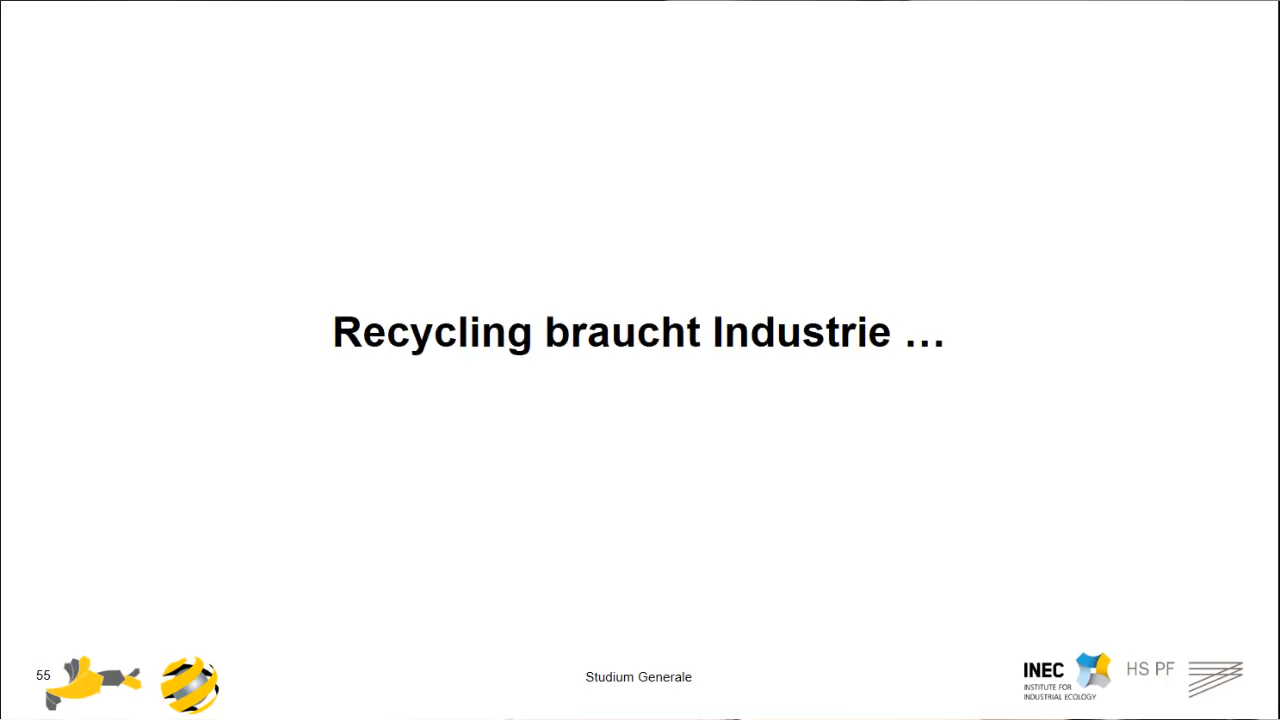 Recycling braucht Industrie …
55
Studium Generale
INEC
INSTITUTE FOR
INDUSTRIAL ECOLOGY
HS PF